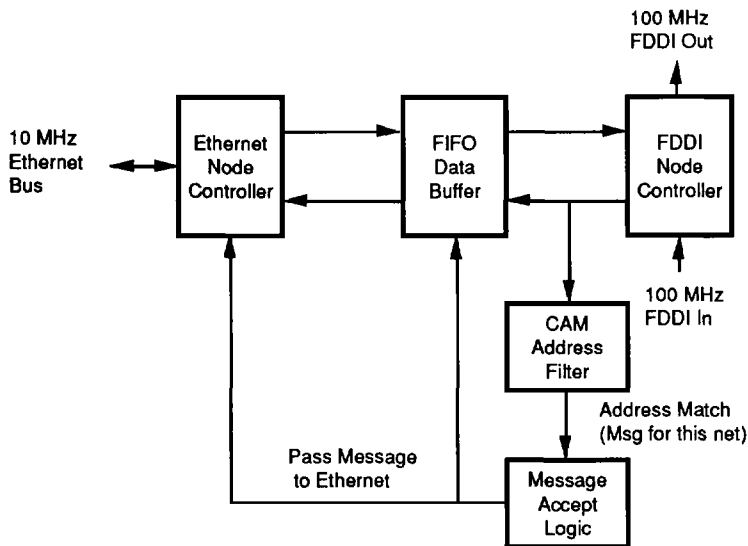 100 MHz
FDDI Out
10 MHz
Ethernet
Bus
Ethernet
Node
Controller
FIFO
Data
Buffer
FDDI
Node
Controller
100 MHz
FDDI In
CAM
Address
Filter
Address Match
(Msg for this net)
Pass Message
to Ethernet
Message
Accept
Logic